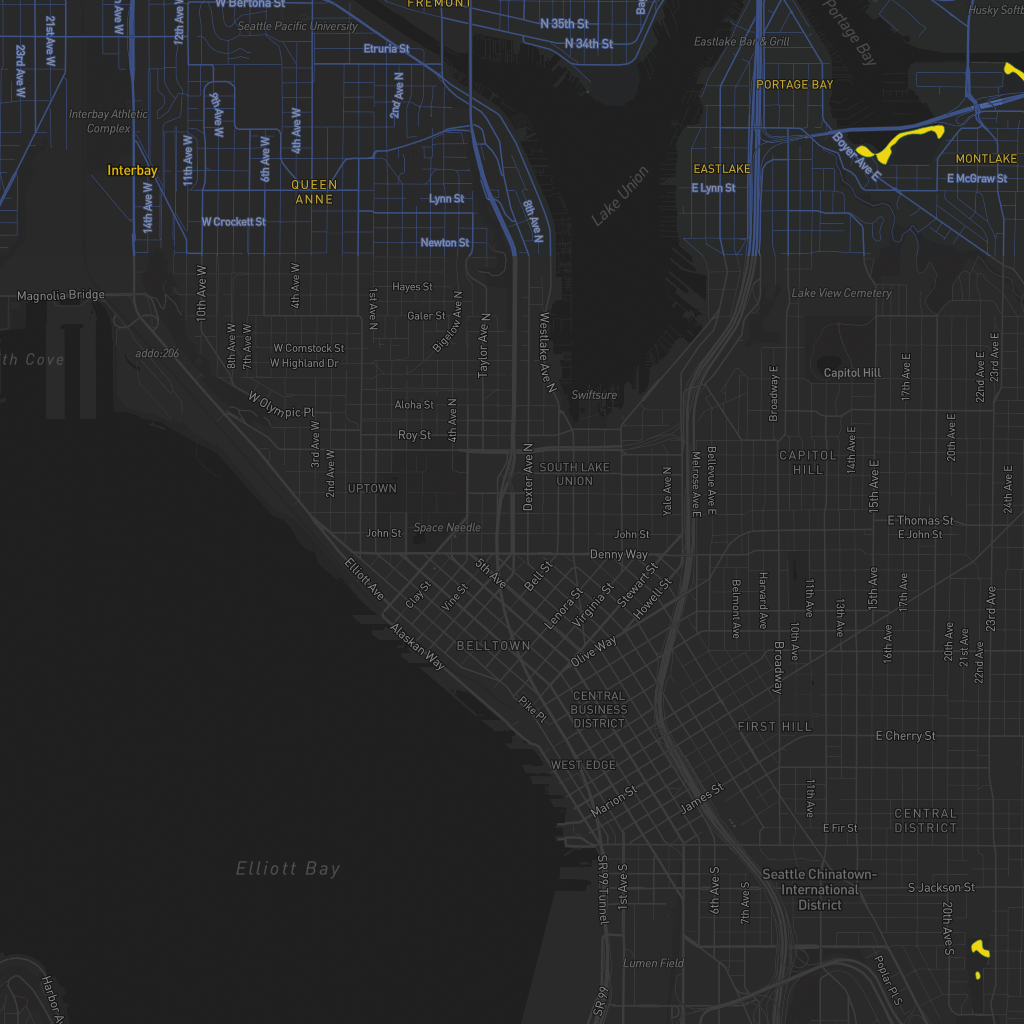 W Bertona St
FREMONT
Husky Softb
21st Ave W
12th Ave W
N 35th St
Portage Bay
Seattle Pacific University
N 34th St
Eastlake Bar & Grill
Etruria St
23rd Ave W
2nd Ave N
PORTAGE BAY
Interbay Athletic
Complex
9th Ave W
4th Ave W
11th Ave W
6th Ave W
Boyer Ave E
MONTLAKE
Interbay
EASTLAKE
QUEEN
ANNE
E Lynn St
E McGraw St
Lake Union
14th Ave W
Lynn St
8th Ave N
W Crockett St
Newton St
Magnolia Bridge
10th Ave W
4th Ave W
1st Ave N
Hayes St
Lake View Cemetery
Galer St
Bigelow Ave N
Taylor Ave N
Westlake Ave N
8th Ave W
7th Ave W
W Comstock St
W Highland Dr
th Cove
addo:206
Capitol Hill
17th Ave E
22nd Ave E
23rd Ave E
Broadway E
Swiftsure
W Olympic Pl
Aloha St
4th Ave N
Roy St
3rd Ave W
2nd Ave W
Dexter Ave N
SOUTH LAKE
UNION
Yale Ave N
Melrose Ave E
Bellevue Ave E
CAPITOL
HILL
14th Ave E
15th Ave E
20th Ave E
24th Ave E
UPTOWN
Space Needle
John St
John St
E Thomas St
E John St
Denny Way
Elliott Ave
5th Ave
Bell St
Clay St
Vine St
Lenora St
Virginia St
Stewart St
Howell St
Belmont Ave
Harvard Ave
11th Ave
10th Ave
13th Ave
15th Ave
17th Ave
16th Ave
20th Ave
21st Ave
22nd Ave
23rd Ave
Alaskan Way
BELLTOWN
Olive Way
Broadway
Pike Pl
CENTRAL
BUSINESS
DISTRICT
FIRST HILL
E Cherry St
WEST EDGE
Marion St
James St
11th Ave
CENTRAL
DISTRICT
E Fir St
Elliott Bay
SR 99 Tunnel
1st Ave S
6th Ave S
7th Ave S
Seattle Chinatown-
International
District
S Jackson St
20th Ave S
Lumen Field
Poplar Pl S
SR 99